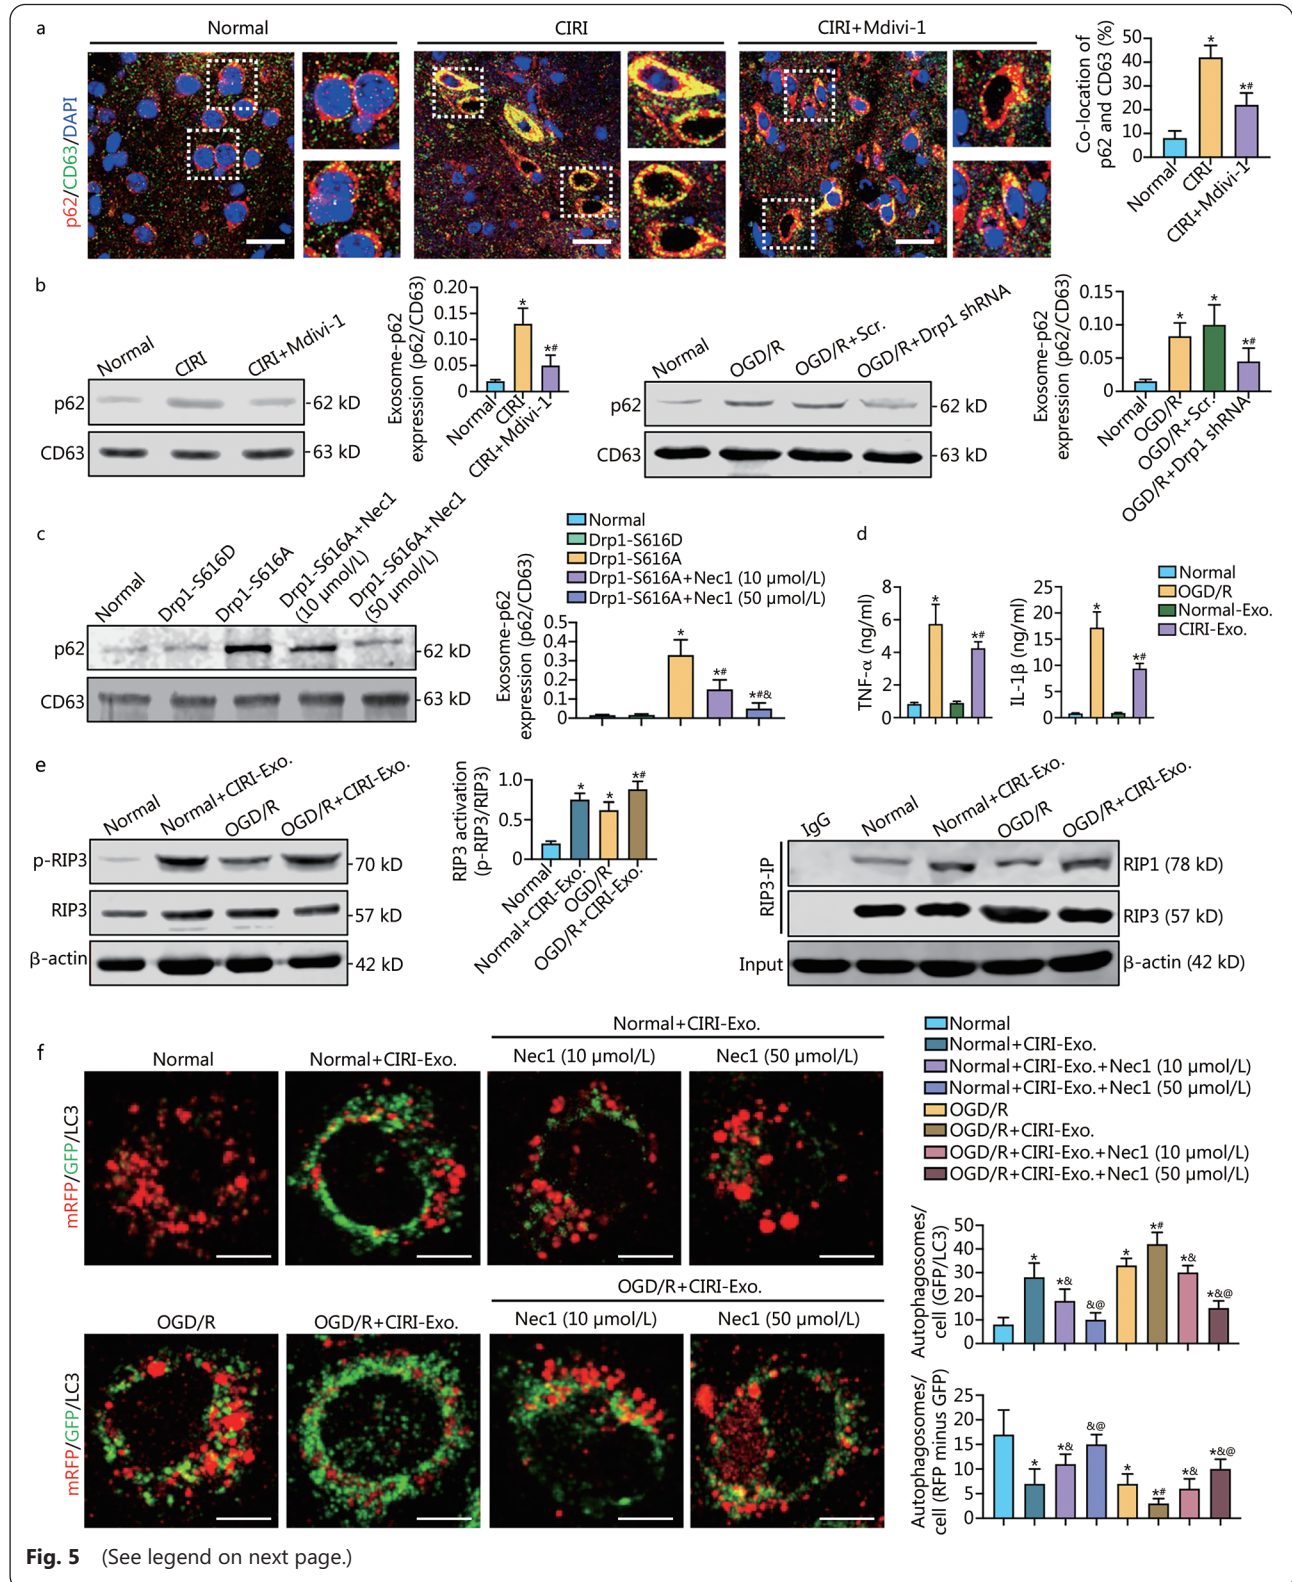 a
Normal
CIRI
CIRI+Mdivi-1
p62/CD63/DAPI
Co-location of
p62 and CD63 (%)
50
40
30
20
10
0
*
*#
Normal
CIRI
CIRI+Mdivi-1
b
Normal
CIRI
CIRI+Mdivi-1
p62
62 kD
CD63
63 kD
Exosome-p62
expression (p62/CD63)
0.20
0.15
0.10
0.05
0
*
*#
Normal
CIRI
CIRI+Mdivi-1
Normal
OGD/R
OGD/R+Scr.
OGD/R+Drp1 shRNA
p62
62 kD
CD63
63 kD
Exosome-p62
expression (p62/CD63)
0.15
0.10
0.05
0
*
*
*#
Normal
OGD/R
OGD/R+Scr.
OGD/R+Drp1 shRNA
c
Normal
Drp1-S616D
Drp1-S616A
Drp1-S616A+Nec1
(10 μmol/L)
Drp1-S616A+Nec1
(50 μmol/L)
p62
62 kD
CD63
63 kD
Normal
Drp1-S616D
Drp1-S616A
Drp1-S616A+Nec1 (10 μmol/L)
Drp1-S616A+Nec1 (50 μmol/L)
Exosome-p62
expression (p62/CD63)
0.5
0.4
0.3
0.2
0.1
0
*
*#
*#&
d
TNF-α (ng/ml)
8
6
4
2
0
*
*#
IL-1β (ng/ml)
25
20
15
10
5
0
*
*#
Normal
OGD/R
Normal-Exo.
CIRI-Exo.
e
Normal
Normal+CIRI-Exo.
OGD/R
OGD/R+CIRI-Exo.
p-RIP3
70 kD
RIP3
57 kD
β-actin
42 kD
RIP3 activation
(p-RIP3/RIP3)
1.0
0.5
0
*
*
*#
Normal
Normal+CIRI-Exo.
OGD/R
OGD/R+CIRI-Exo.
IgG
Normal
Normal+CIRI-Exo.
OGD/R
OGD/R+CIRI-Exo.
RIP3-IP
RIP1 (78 kD)
RIP3 (57 kD)
Input
β-actin (42 kD)
f
Normal+CIRI-Exo.
Normal
Normal+CIRI-Exo.
Nec1 (10 μmol/L)
Nec1 (50 μmol/L)
mRFP/GFP/LC3
OGD/R+CIRI-Exo.
OGD/R
OGD/R+CIRI-Exo.
Nec1 (10 μmol/L)
Nec1 (50 μmol/L)
mRFP/GFP/LC3
Normal
Normal+CIRI-Exo.
Normal+CIRI-Exo.+Nec1 (10 μmol/L)
Normal+CIRI-Exo.+Nec1 (50 μmol/L)
OGD/R
OGD/R+CIRI-Exo.
OGD/R+CIRI-Exo.+Nec1 (10 μmol/L)
OGD/R+CIRI-Exo.+Nec1 (50 μmol/L)
Autophagosomes/
cell (GFP/LC3)
50
40
30
20
10
0
*
*&
&@
*
*#
*&
*&@
Autophagosomes/
cell (RFP minus GFP)
25
20
15
10
5
0
*
*&
&@
*
*#
*&
*&@
Fig. 5 (See legend on next page.)